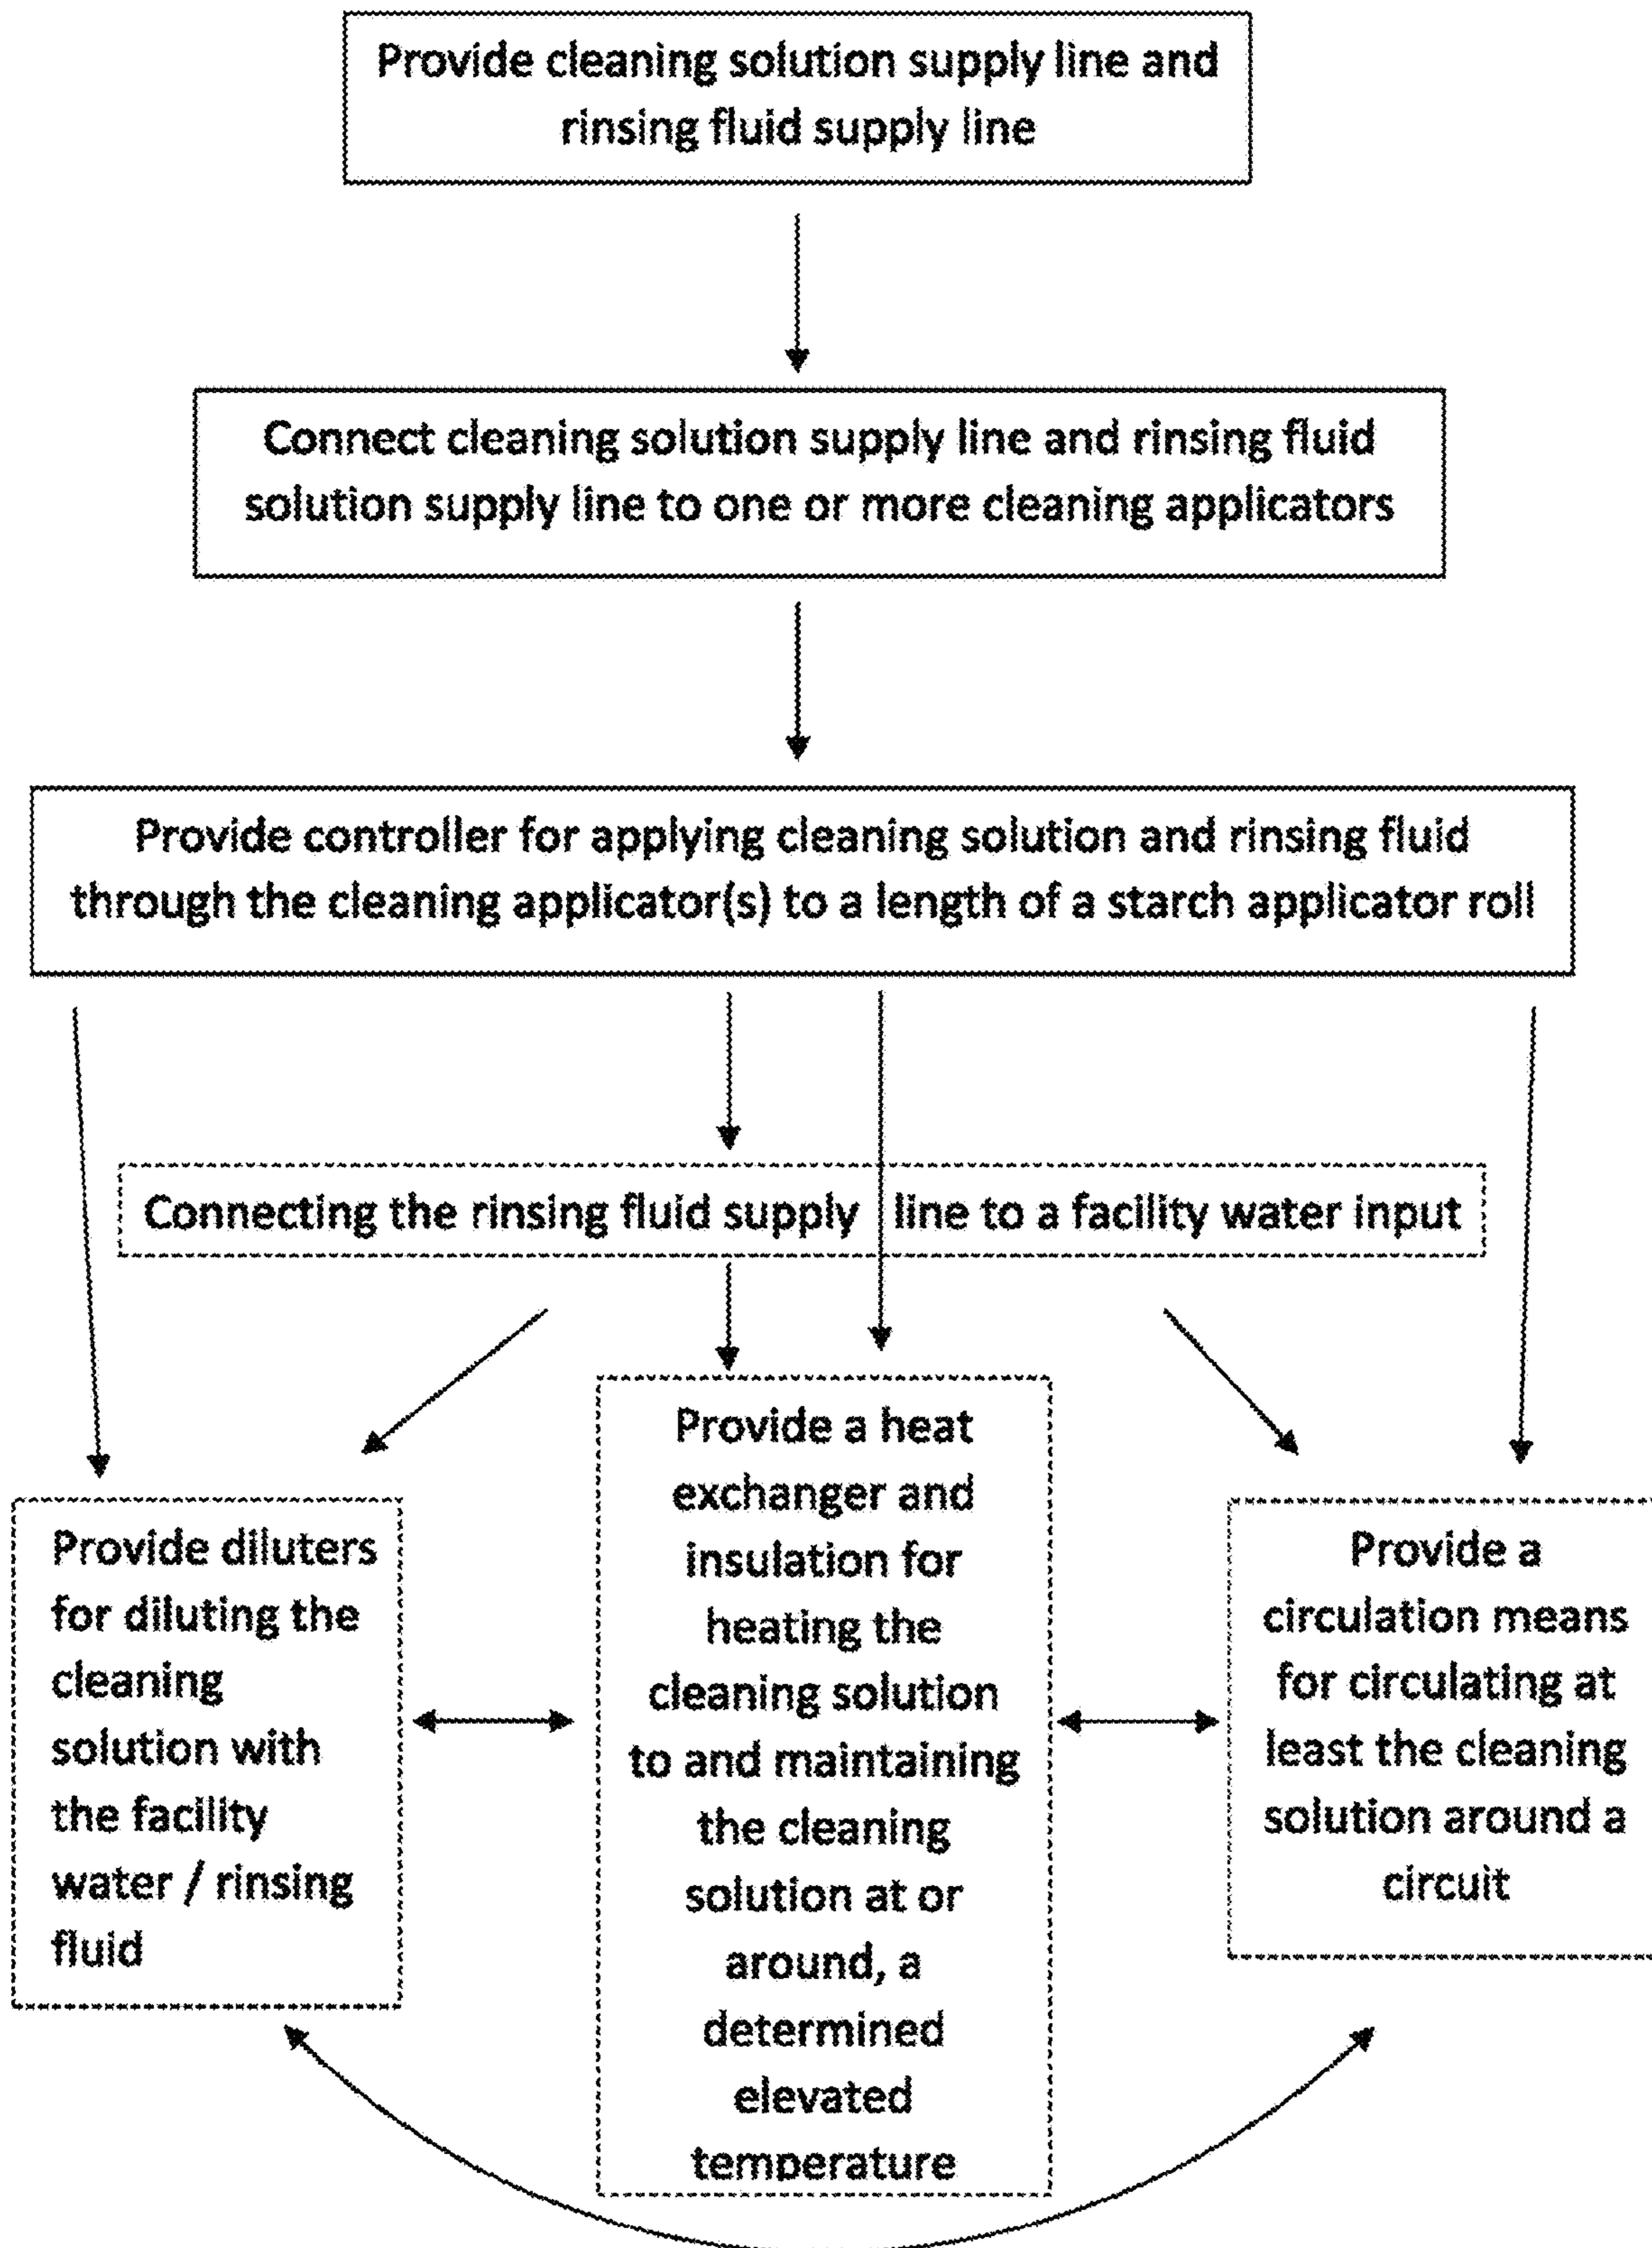 Provide cleaning solution supply line and
rinsing fluid supply line
Connect cleaning solution supply line and rinsing fluid
solution supply line to one or more cleaning applicators
Provide controller for applying cleaning solution and rinsing fluid
through the cleaning applicator(s) to a length of a starch applicator roll
Connecting the rinsing fluid supply line to a facility water input
Provide diluters
for diluting the
cleaning
solution with
the facility
water / rinsing
fluid
Provide a heat
exchanger and
insulation for
heating the
cleaning solution
to and maintaining
the cleaning
solution at or
around, a
determined
elevated
temperature
Provide a
circulation means
for circulating at
least the cleaning
solution around a
circuit